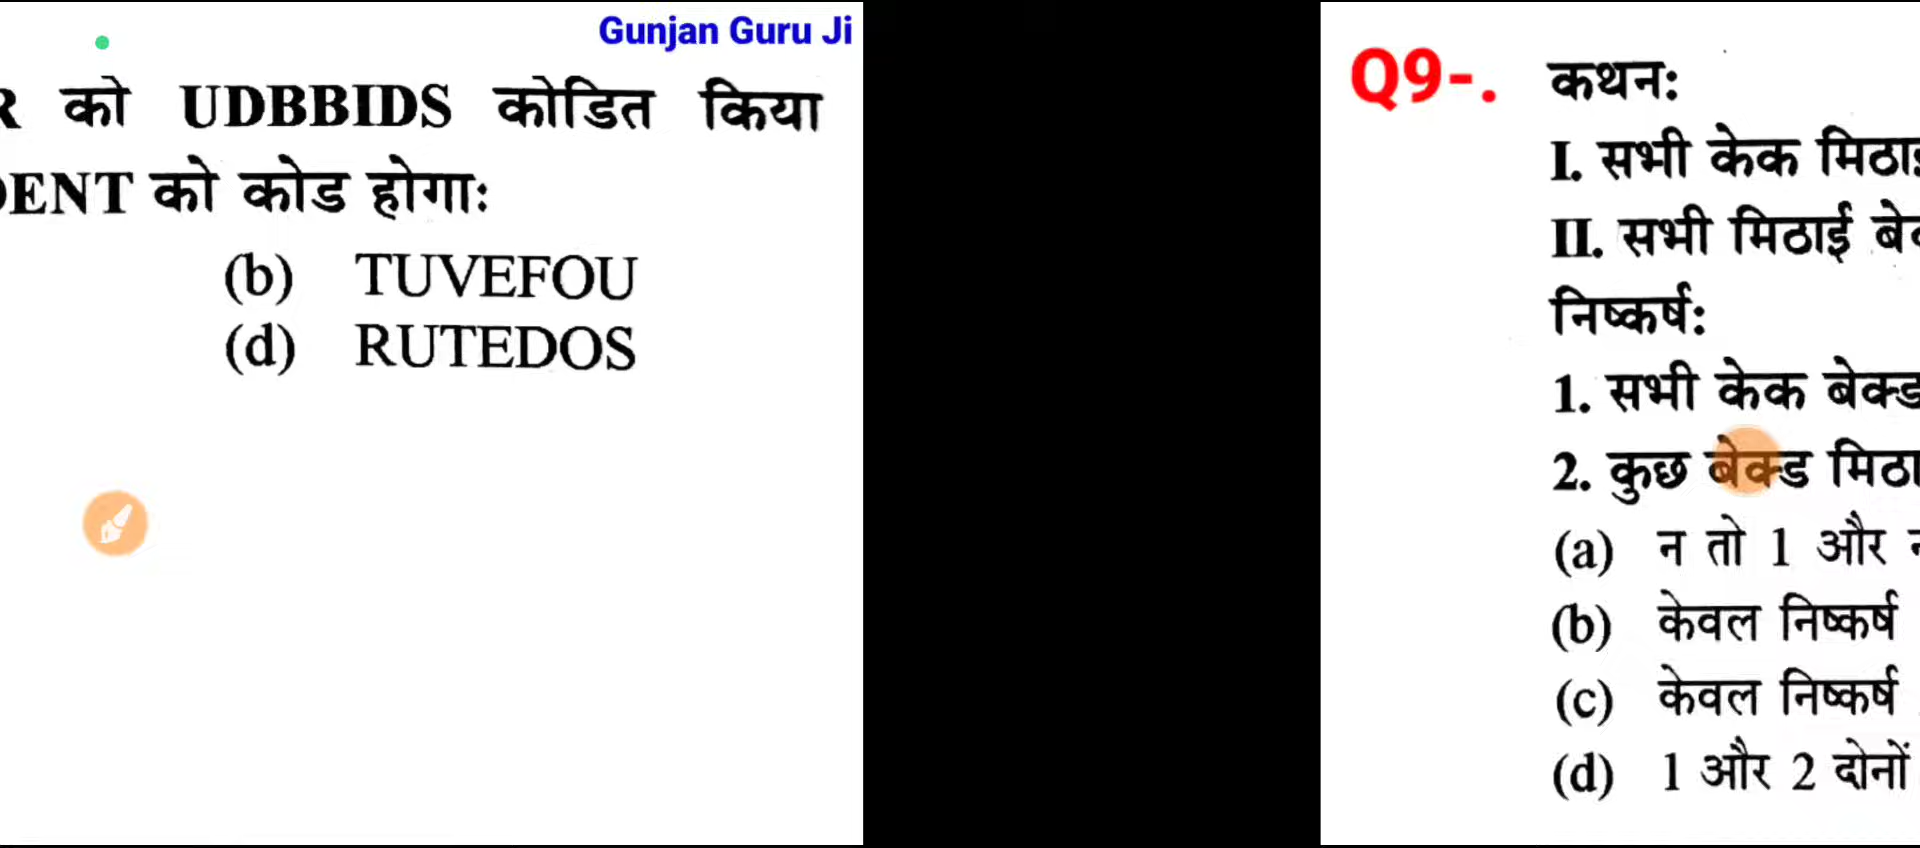 Gunjan Guru Ji
को UDBBIDS कोडित किया
को कोड होगाः
(b) TUVEFOU
(d) RUTEDOS
Q9-. कथनः
I. सभी केक
II. सभी मिठाई
निष्कर्षः
1. सभी केक
2. कुछ बेक्ड
(a) न तो 1 और
(b) केवल निष्कर्ष
(c) केवल निष्कर्ष
(d) 1 और 2 दोनों